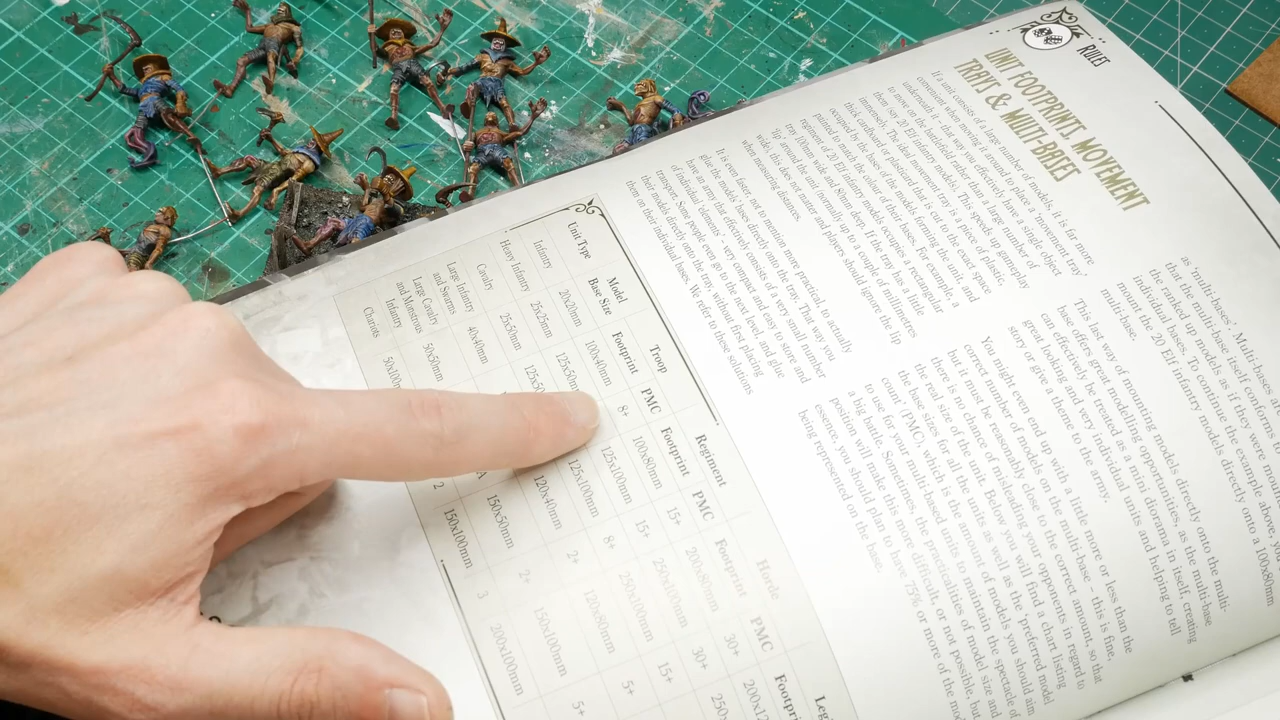 RULES
UNIT FOOTPRINTS, MOVEMENT
TRAYS & MULTI-BASES
If a unit consists of a large number of models, it is far more
convenient when moving it around to place a 'movement tray'
underneath it - that way you effectively have a single object
to move on the battlefield rather than a large number of
them (say 20 Elf infantry models). This speeds up gameplay
immensely. The ideal movement tray is a piece of plastic,
thick cardboard or plasticard that is cut to the exact area
occupied by the bases of the models forming the unit, and
painted to match the colour of their bases. For example, a
regiment of 20 Elf infantry models occupies a rectangular
tray 100mm wide and 80mm deep. If the tray has a little
'lip' around the unit normally up to a couple of millimetres
wide), this does not matter and players should ignore the lip
when measuring distances.
It is even faster, not to mention more practical, to actually
glue the models' bases directly onto the tray. That way you
have an army that effectively consists of a very small number
of individual 'elements' - very compact and easy to store and
transport. Some people even go to the next level, and glue
their models directly onto the tray, without first placing
them on their individual bases. We refer to those solutions
as 'multi-bases'. Multi-bases
that the multi-base itself conforms
the ranked up models, as if they were
individual bases. To continue the example above,
mount the 20 Elf infantry models directly onto a 100x80mm
multi-base.
This last way of mounting models directly onto the multi-
base offers great modelling opportunities, as the multi-base
can effectively be treated as a mini diorama in itself, creating
great looking and very individual units and helping to tell
story or give a theme to the army.
You might even end up with a little more or less than the
correct number of models on the multi-base - this is fine,
but it must be reasonably close to the correct amount, so that
there is no chance of misleading your opponents in regard to
the real size of the unit. Below you will find a chart listing
the base sizes for all the units as well as the preferred model
count' (PMC), which is the amount of models you should aim
to use for your multi-based units to maintain the spectacle of
a big battle. Sometimes, the practicalities of model size and
position will make this more difficult, or not possible, but
essence, you should plan to have 75% or more of the
being represented on the base.
Unit Type Model Base Size Troop Footprint PMC Regiment Footprint PMC Horde Footprint PMC
Infantry 20x20mm 100x40mm 8+ 100x80mm 15+ 200x80mm 30+
Heavy Infantry 25x25mm 125x50mm 125x100mm 15+ 250x100mm 30+
Cavalry 25x50mm 125x100mm 8+ 250x100mm 15+
Large Infantry and Swarms 40x40mm 120x40mm 2+ 120x80mm 5+
Large Cavalry and Monstrous Infantry 50x50mm 150x50mm 2+ 150x100mm 5+
Chariots 2 150x100mm 3 200x100mm